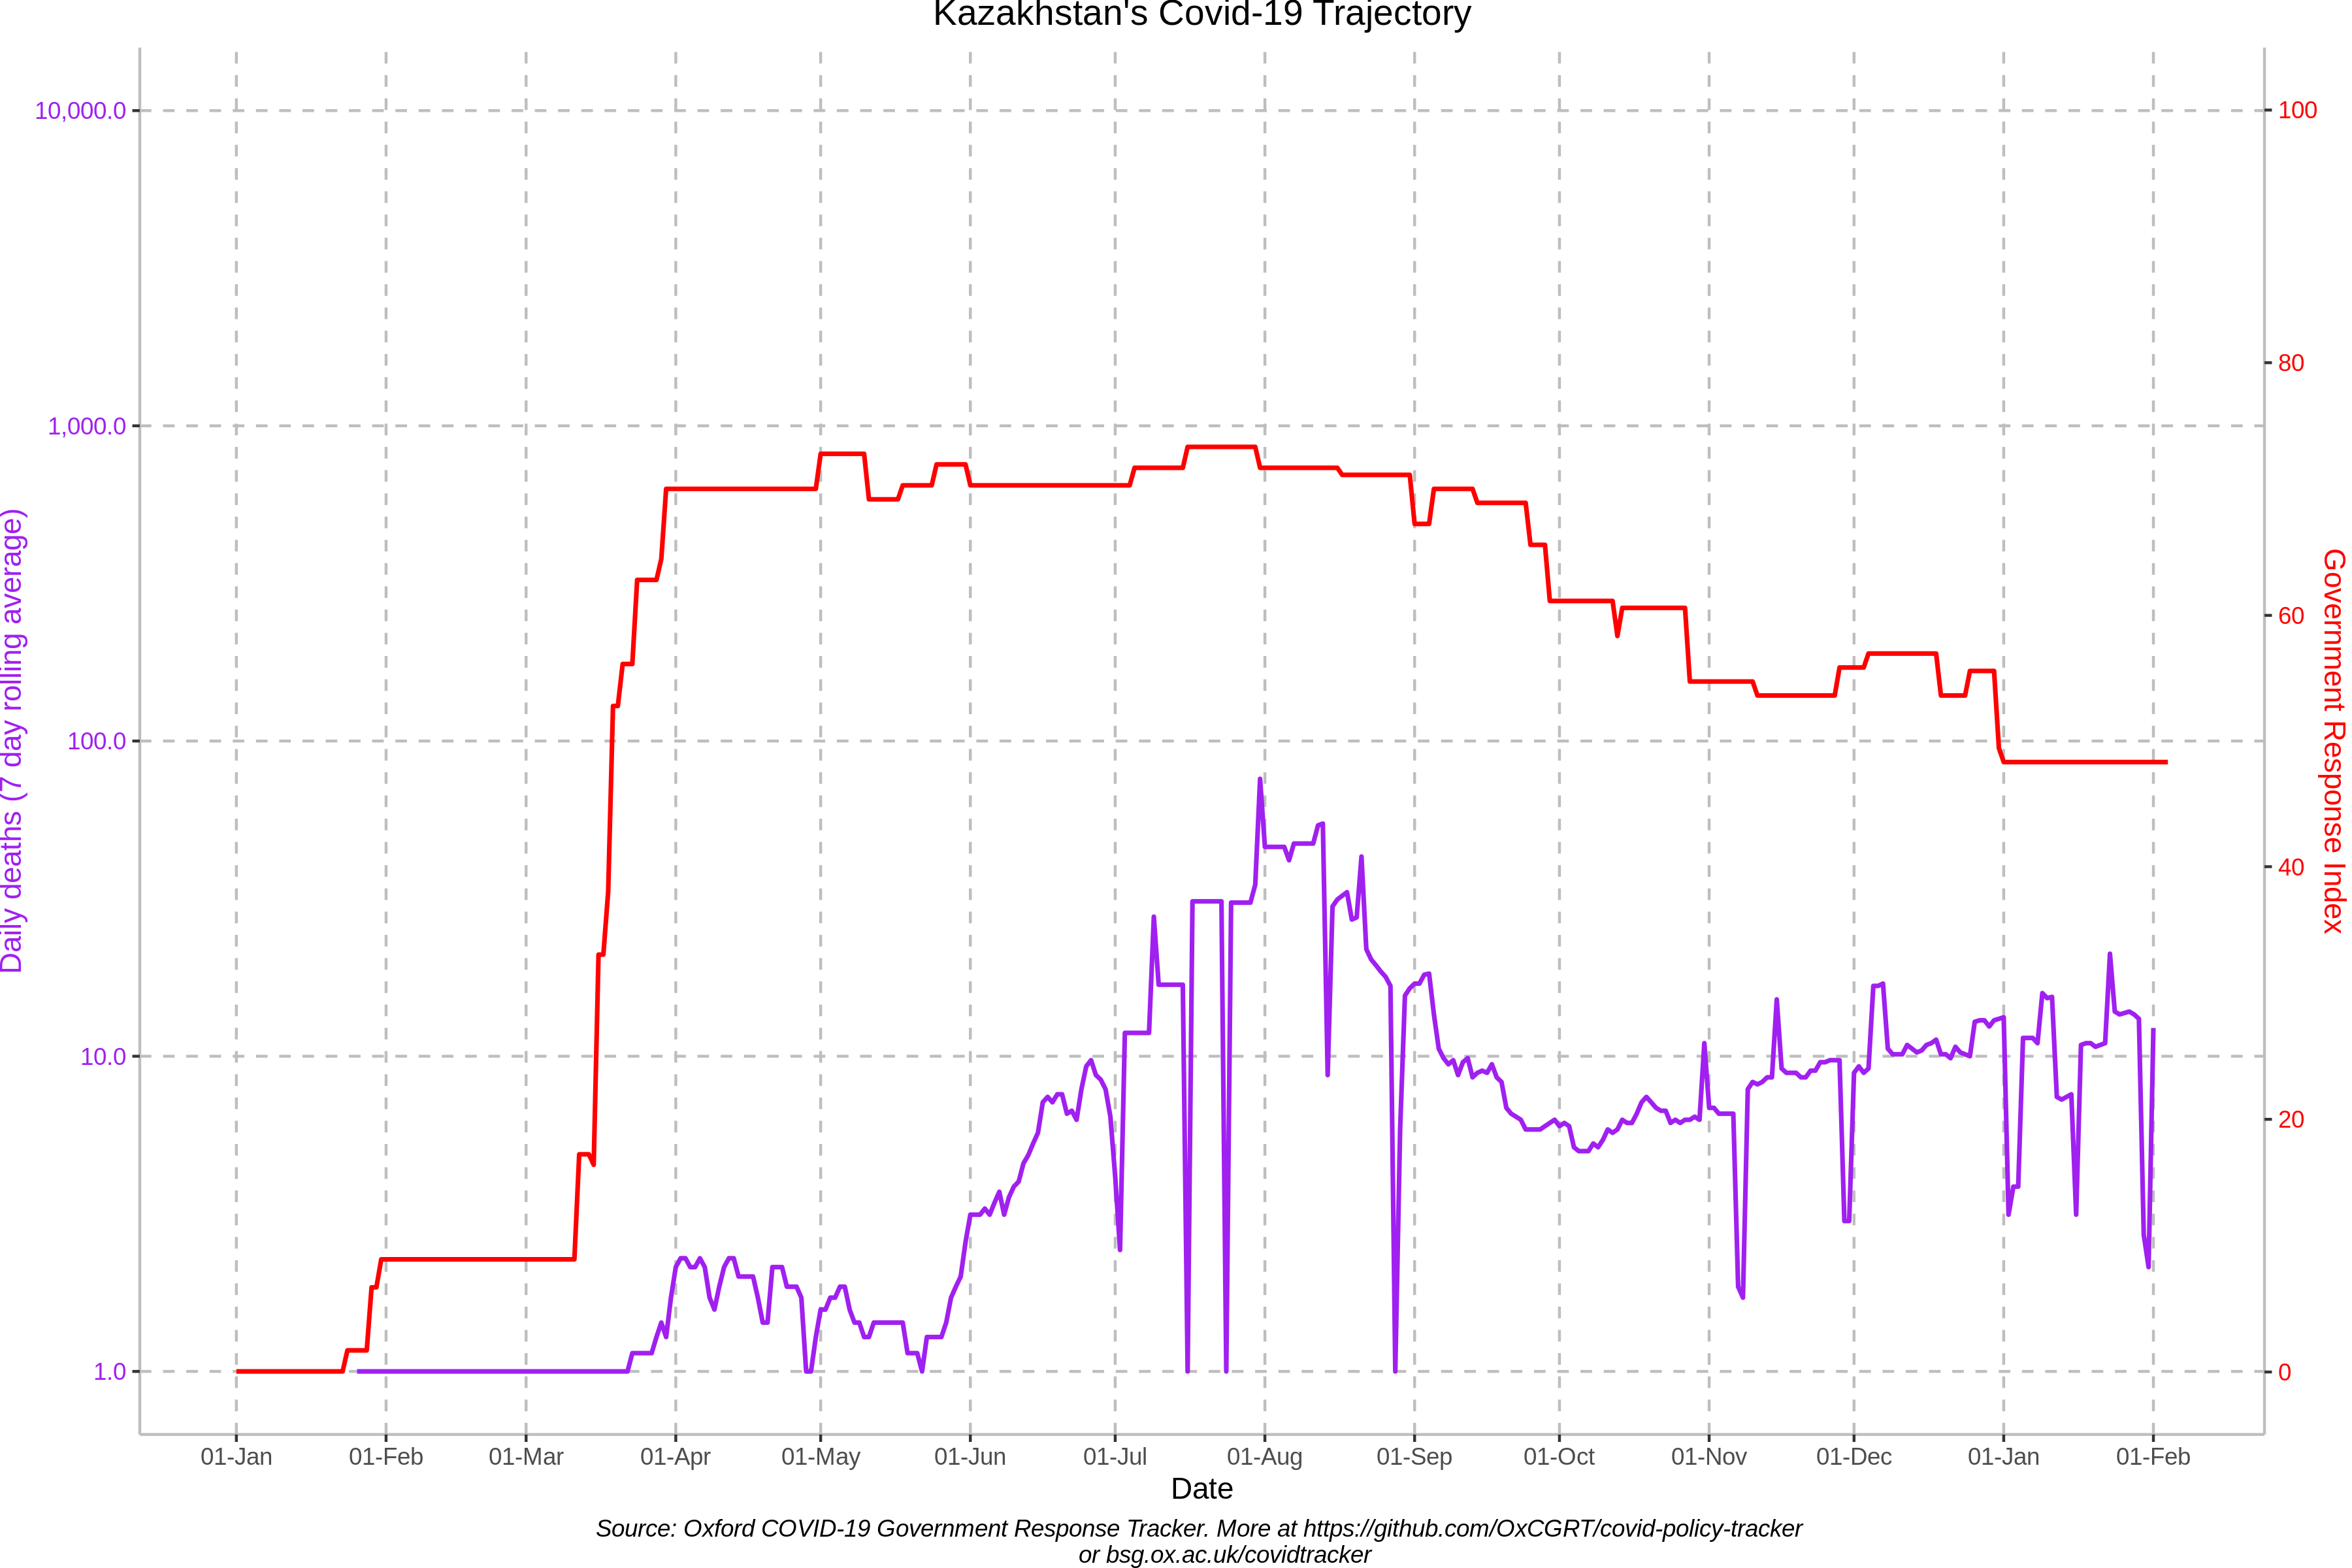 Kazakhstan's Covid-19 Trajectory
10,000.0
1,000.0
100.0
10.0
1.0
Daily deaths (7 day rolling average)
100
80
60
40
20
0
Government Response Index
01-Jan 01-Feb 01-Mar 01-Apr 01-May 01-Jun 01-Jul 01-Aug 01-Sep 01-Oct 01-Nov 01-Dec 01-Jan 01-Feb
Date
Source: Oxford COVID-19 Government Response Tracker. More at https://github.com/OxCGRT/covid-policy-tracker
or bsg.ox.ac.uk/covidtracker